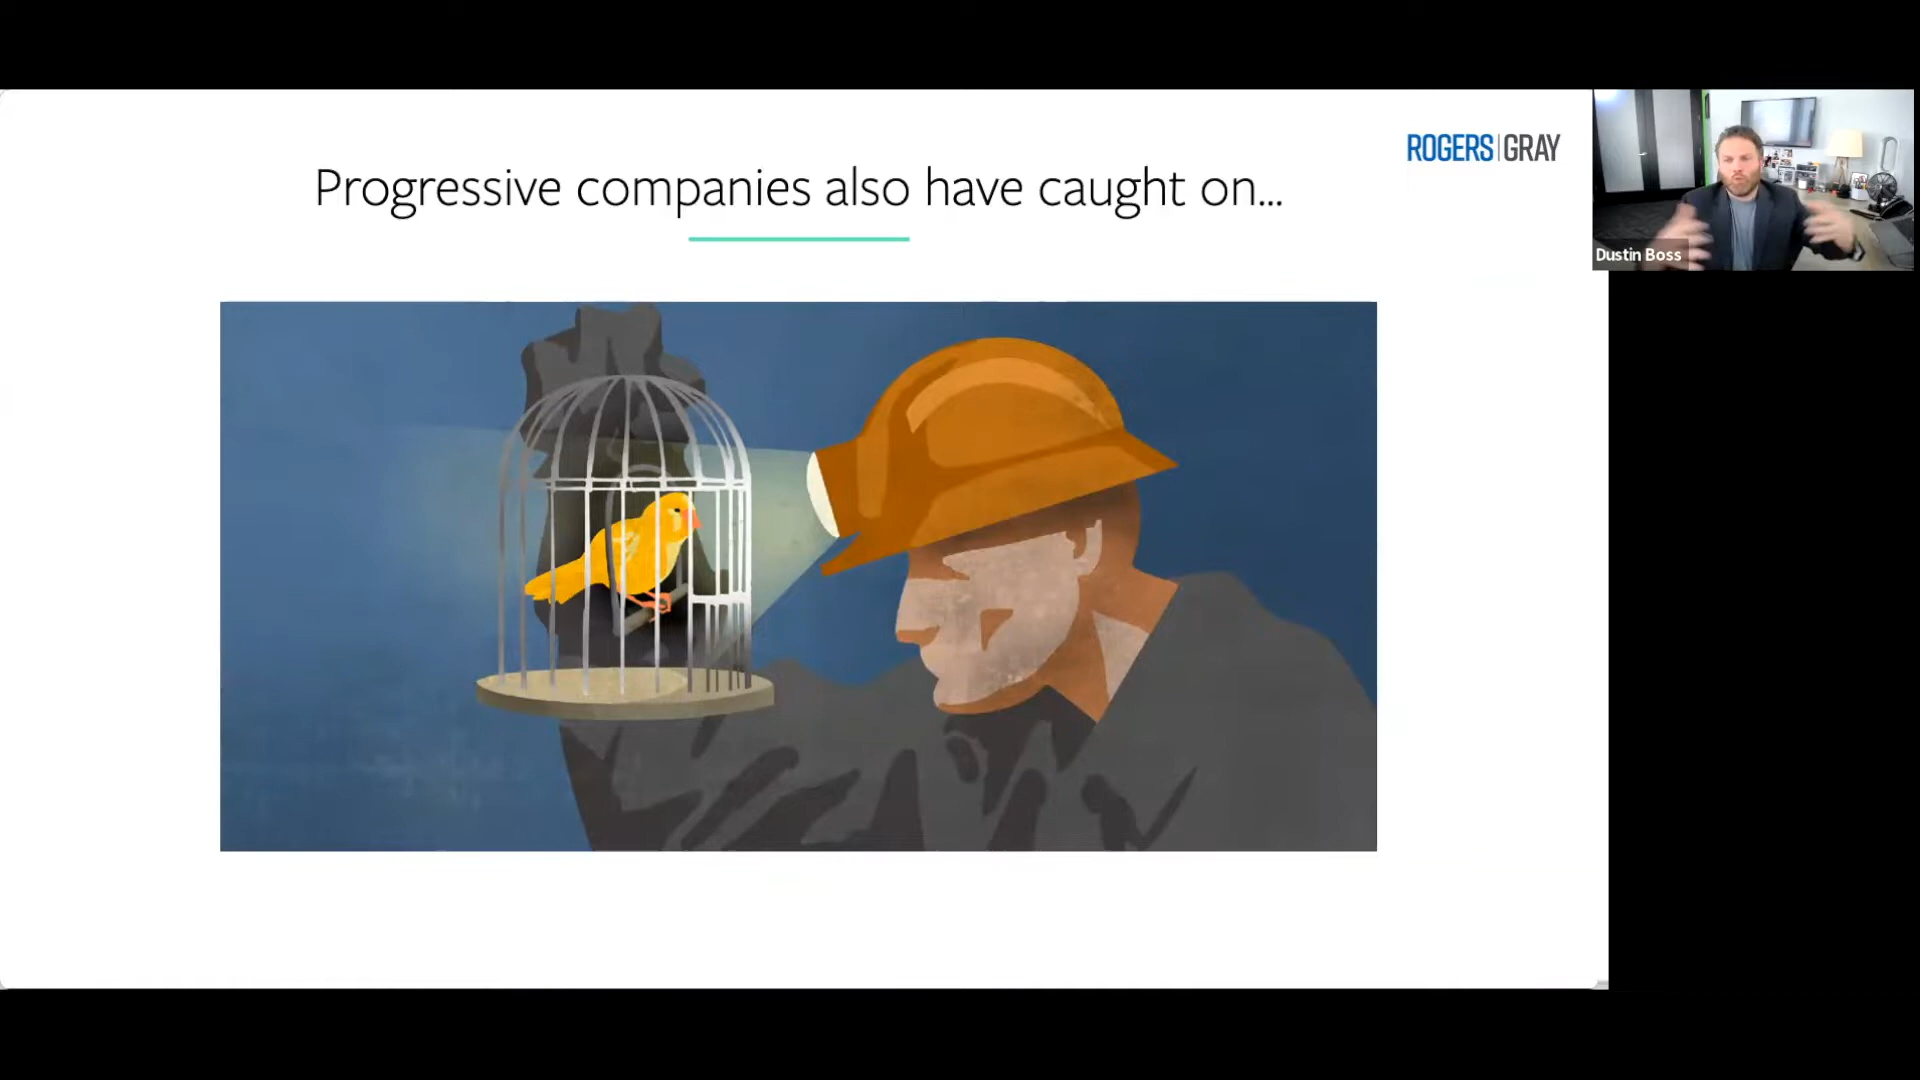 ROGERS|GRAY
Progressive companies also have caught on...
Dustin Boss